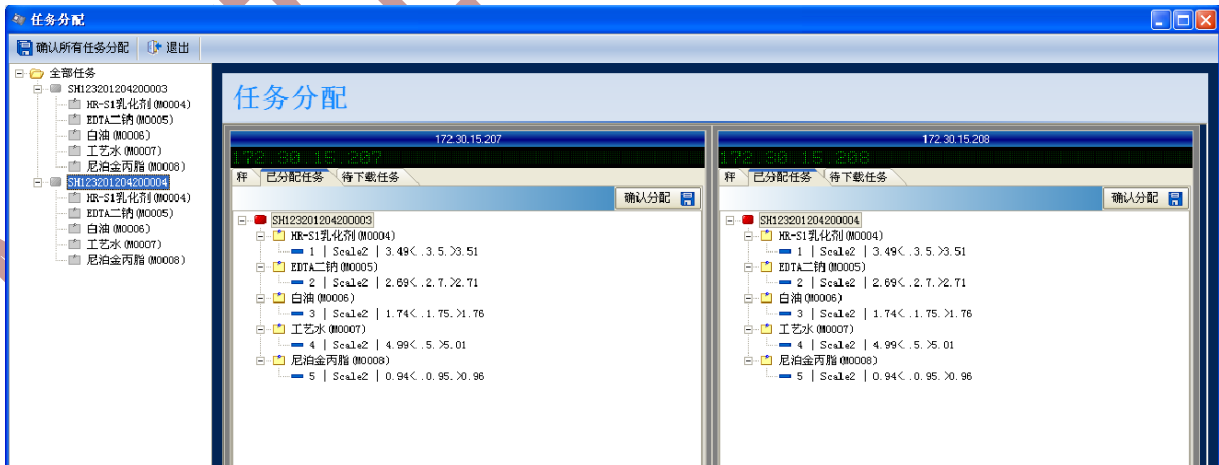 任务分配
确认所有任务分配 退出
全部任务
SH123201204200003
HR-S1乳化剂(M0004)
EDTA二钠(M0005)
白油(M0006)
工艺水(M0007)
尼泊金丙脂(M0008)
SH123201204200004
HR-S1乳化剂(M0004)
EDTA二钠(M0005)
白油(M0006)
工艺水(M0007)
尼泊金丙脂(M0008)
任务分配
172.30.15.207
172.30.15.207
秤 已分配任务 待下载任务
确认分配
SH123201204200003
HR-S1乳化剂(M0004)
1 | Scale2 | 3.49<..3.5.>3.51
EDTA二钠(M0005)
2 | Scale2 | 2.69<..2.7.>2.71
白油(M0006)
3 | Scale2 | 1.74<..1.75.>1.76
工艺水(M0007)
4 | Scale2 | 4.99<..5.>5.01
尼泊金丙脂(M0008)
5 | Scale2 | 0.94<..0.95.>0.96
172.30.15.208
172.30.15.208
秤 已分配任务 待下载任务
确认分配
SH123201204200004
HR-S1乳化剂(M0004)
1 | Scale2 | 3.49<..3.5.>3.51
EDTA二钠(M0005)
2 | Scale2 | 2.69<..2.7.>2.71
白油(M0006)
3 | Scale2 | 1.74<..1.75.>1.76
工艺水(M0007)
4 | Scale2 | 4.99<..5.>5.01
尼泊金丙脂(M0008)
5 | Scale2 | 0.94<..0.95.>0.96